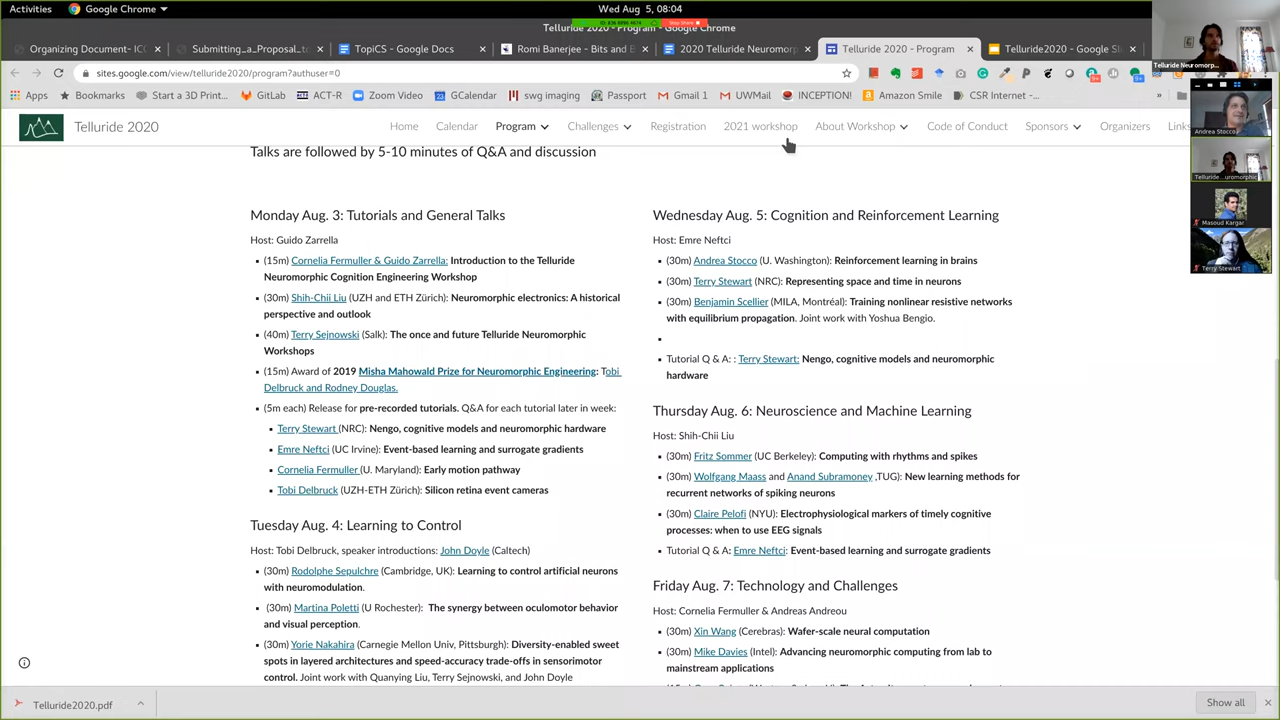 Activities Google Chrome Wed Aug 5, 08:04
Telluride 2020 - Program - Google Chrome
Organizing Document- IC Submitting_a_Proposal_t TopiCS - Google Docs Romi Banerjee - Bits and B 2020 Telluride Neuromorp Telluride 2020 - Program Telluride2020 - Google Sl
sites.google.com/view/telluride2020/program?authuser=0
Apps Bookmarks Start a 3D Print... GitLab ACT-R Zoom Video GCalendar Passport Gmail UWMail INCEPTION! Amazon Smile CSR Internet -...
Telluride 2020 Home Calendar Program Challenges Registration 2021 workshop About Workshop Code of Conduct Sponsors Organizers Links
Talks are followed by 5-10 minutes of Q&A and discussion
Monday Aug. 3: Tutorials and General Talks
Host: Guido Zarrella
(15m) Cornelia Fermuller & Guido Zarrella: Introduction to the Telluride
Neuromorphic Cognition Engineering Workshop
(30m) Shih-Chii Liu (UZH and ETH Zürich): Neuromorphic electronics: A historical
perspective and outlook
(40m) Terry Sejnowski (Salk): The once and future Telluride Neuromorphic
Workshops
(15m) Award of 2019 Misha Mahowald Prize for Neuromorphic Engineering: Tobi
Delbruck and Rodney Douglas.
(5m each) Release for pre-recorded tutorials. Q&A for each tutorial later in week:
Terry Stewart (NRC): Nengo, cognitive models and neuromorphic hardware
Emre Neftci (UC Irvine): Event-based learning and surrogate gradients
Cornelia Fermuller (U. Maryland): Early motion pathway
Tobi Delbruck (UZH-ETH Zürich): Silicon retina event cameras
Tuesday Aug. 4: Learning to Control
Host: Tobi Delbruck, speaker introductions: John Doyle (Caltech)
(30m) Rodolphe Sepulchre (Cambridge, UK): Learning to control artificial neurons
with neuromodulation.
(30m) Martina Poletti (U Rochester): The synergy between oculomotor behavior
and visual perception.
(30m) Yorie Nakahira (Carnegie Mellon Univ, Pittsburgh): Diversity-enabled sweet
spots in layered architectures and speed-accuracy trade-offs in sensorimotor
control. Joint work with Quanying Liu, Terry Sejnowski, and John Doyle
Wednesday Aug. 5: Cognition and Reinforcement Learning
Host: Emre Neftci
(30m) Andrea Stocco (U. Washington): Reinforcement learning in brains
(30m) Terry Stewart (NRC): Representing space and time in neurons
(30m) Benjamin Scellier (MILA, Montréal): Training nonlinear resistive networks
with equilibrium propagation. Joint work with Yoshua Bengio.
Tutorial Q & A: : Terry Stewart: Nengo, cognitive models and neuromorphic
hardware
Thursday Aug. 6: Neuroscience and Machine Learning
Host: Shih-Chii Liu
(30m) Fritz Sommer (UC Berkeley): Computing with rhythms and spikes
(30m) Wolfgang Maass and Anand Subramoney ,TUG): New learning methods for
recurrent networks of spiking neurons
(30m) Claire Pelofi (NYU): Electrophysiological markers of timely cognitive
processes: when to use EEG signals
Tutorial Q & A: Emre Neftci: Event-based learning and surrogate gradients
Friday Aug. 7: Technology and Challenges
Host: Cornelia Fermuller & Andreas Andreou
(30m) Xin Wang (Cerebras): Wafer-scale neural computation
(30m) Mike Davies (Intel): Advancing neuromorphic computing from lab to
mainstream applications
Telluride Neuromorp...
Andrea Stocco
Telluride ...uromorphic
Masoud Kargar
Terry Stewart
Telluride2020.pdf Show all